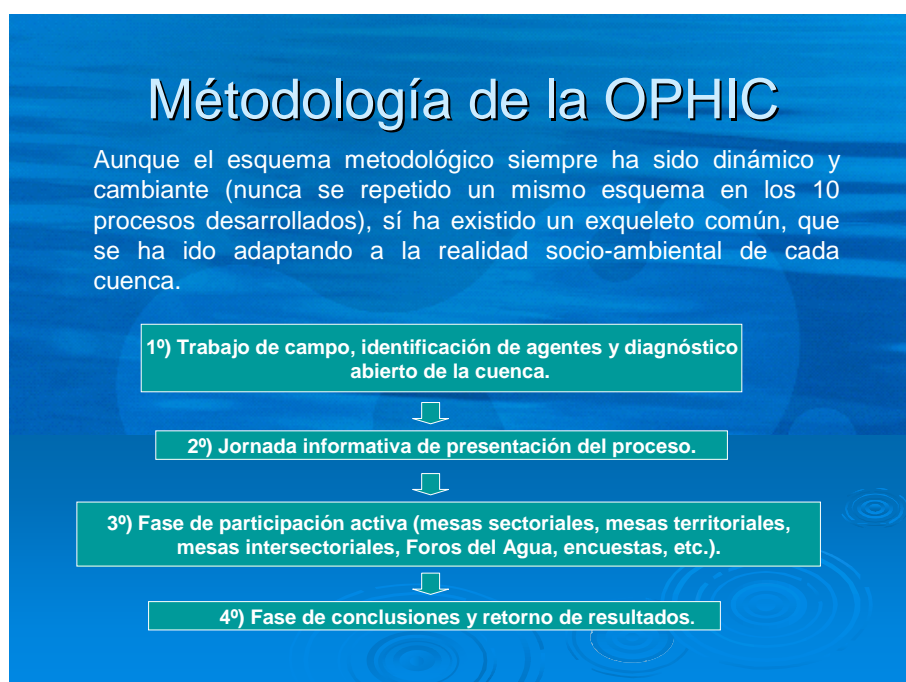 Métodología de la OPHIC
Aunque el esquema metodológico siempre ha sido dinámico y
cambiante (nunca se repetido un mismo esquema en los 10
procesos desarrollados), sí ha existido un exqueleto común, que
se ha ido adaptando a la realidad socio-ambiental de cada
cuenca.
1º) Trabajo de campo, identificación de agentes y diagnóstico
abierto de la cuenca.
2º) Jornada informativa de presentación del proceso.
3º) Fase de participación activa (mesas sectoriales, mesas territoriales,
mesas intersectoriales, Foros del Agua, encuestas, etc.).
4º) Fase de conclusiones y retorno de resultados.